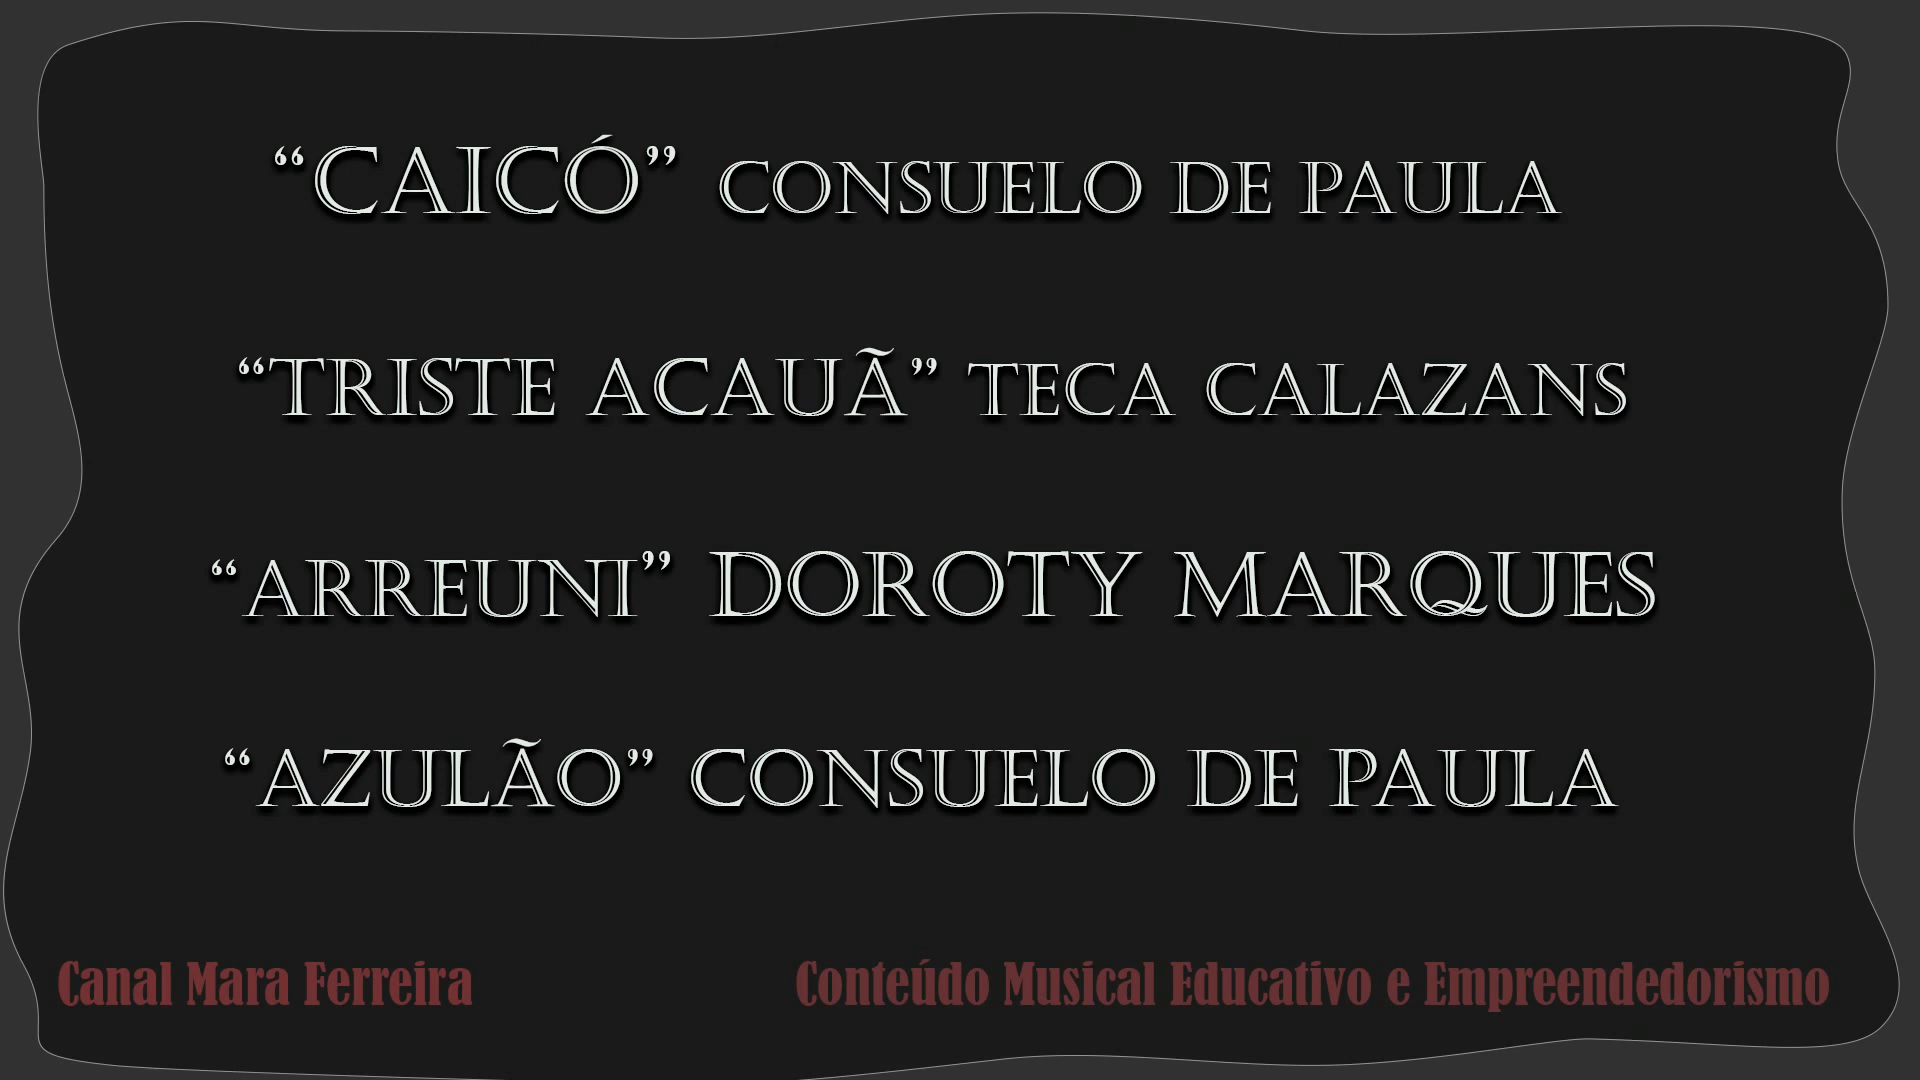 “CAICÓ” CONSUELO DE PAULA
“TRISTE ACAUÃ” TECA CALAZANS
“ARREUNI” DOROTY MARQUES
“AZULÃO” CONSUELO DE PAULA
Canal Mara Ferreira Conteúdo Musical Educativo e Empreendedorismo